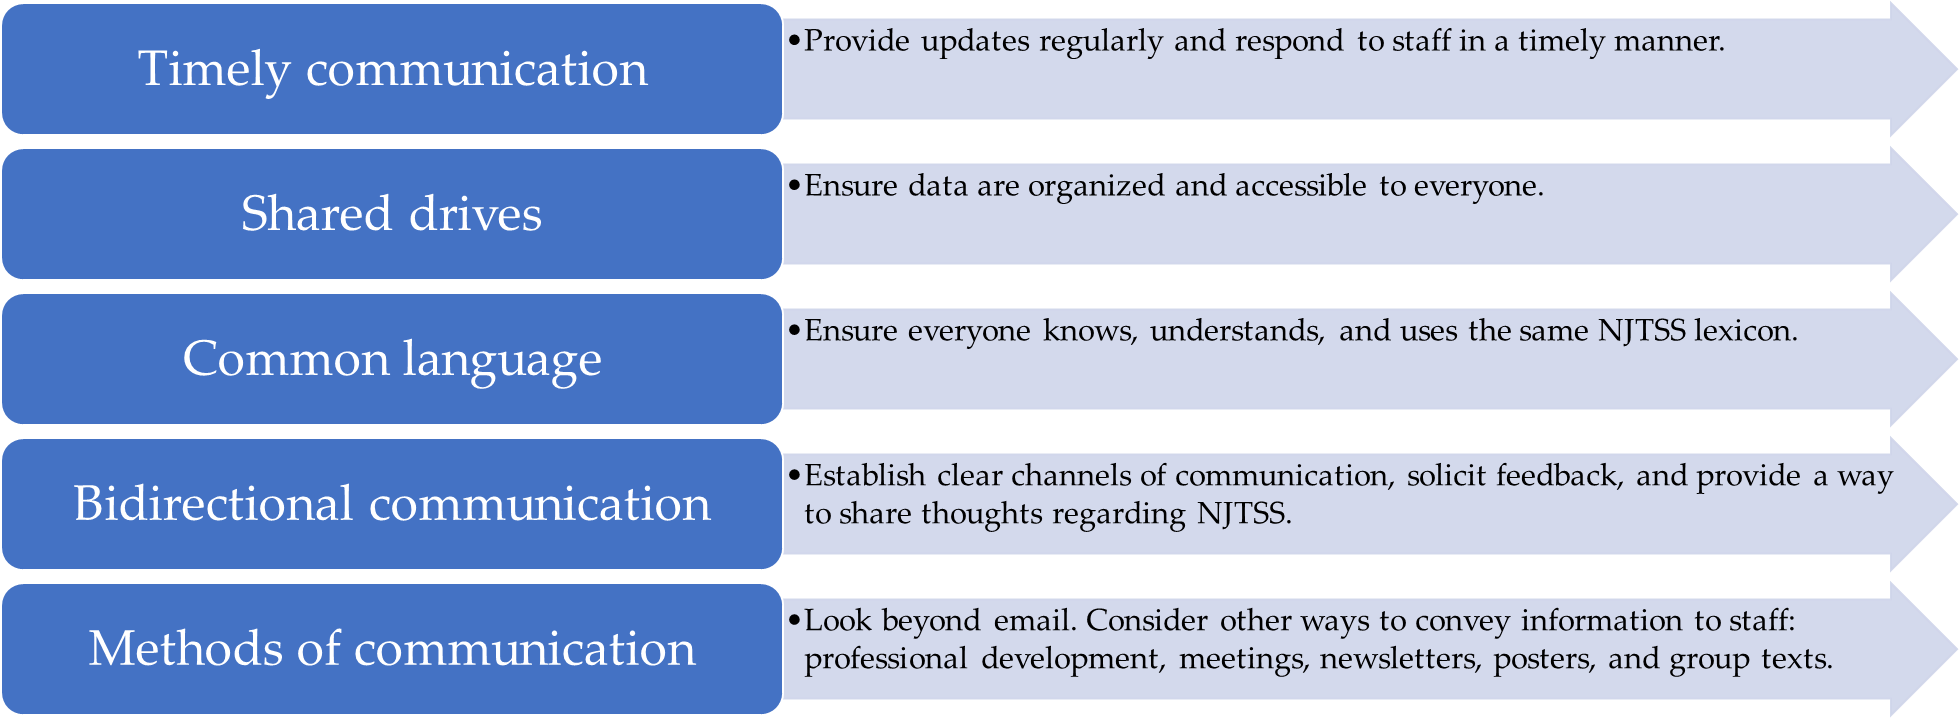 Timely communication
•Provide updates regularly and respond to staff in a timely manner.
Shared drives
•Ensure data are organized and accessible to everyone.
Common language
•Ensure everyone knows, understands, and uses the same NJTSS lexicon.
Bidirectional communication
•Establish clear channels of communication, solicit feedback, and provide a way
to share thoughts regarding NJTSS.
Methods of communication
•Look beyond email. Consider other ways to convey information to staff:
professional development, meetings, newsletters, posters, and group texts.